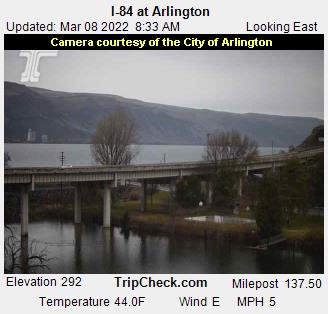 I-84 at Arlington
Updated: Mar 08 2022 8:33 AM Looking East
Camera courtesy of the City of Arlington
Elevation 292 TripCheck.com Milepost 137.50
Temperature 44.0F Wind E MPH 5